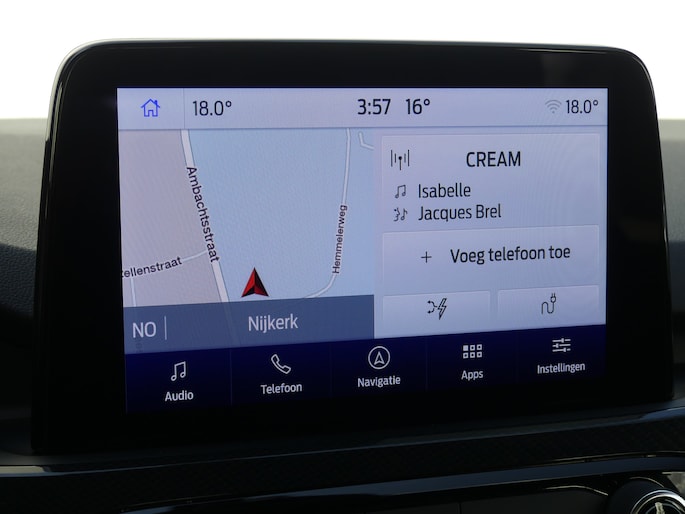 18.0° 3:57 16° 18.0°
CREAM
Isabelle
Jacques Brel
+ Voeg telefoon toe
Ambachtsstraat
Hemmelerweg
tellenstraat
NO | Nijkerk
Audio Telefoon Navigatie Apps Instellingen